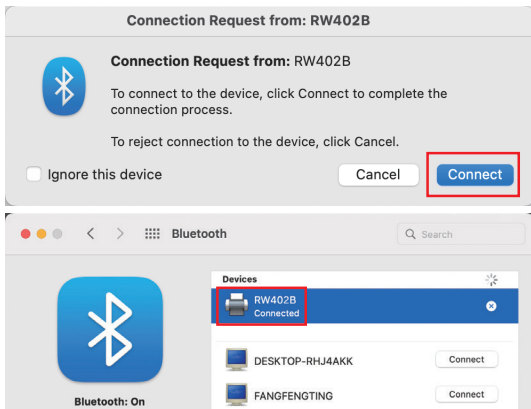 Connection Request from: RW402B
Connection Request from: RW402B
To connect to the device, click Connect to complete the
connection process.
To reject connection to the device, click Cancel.
Ignore this device
Cancel
Connect
Bluetooth
Search
Devices
RW402B
Connected
DESKTOP-RHJ4AKK
Connect
FANGFENGTING
Connect
Bluetooth: On